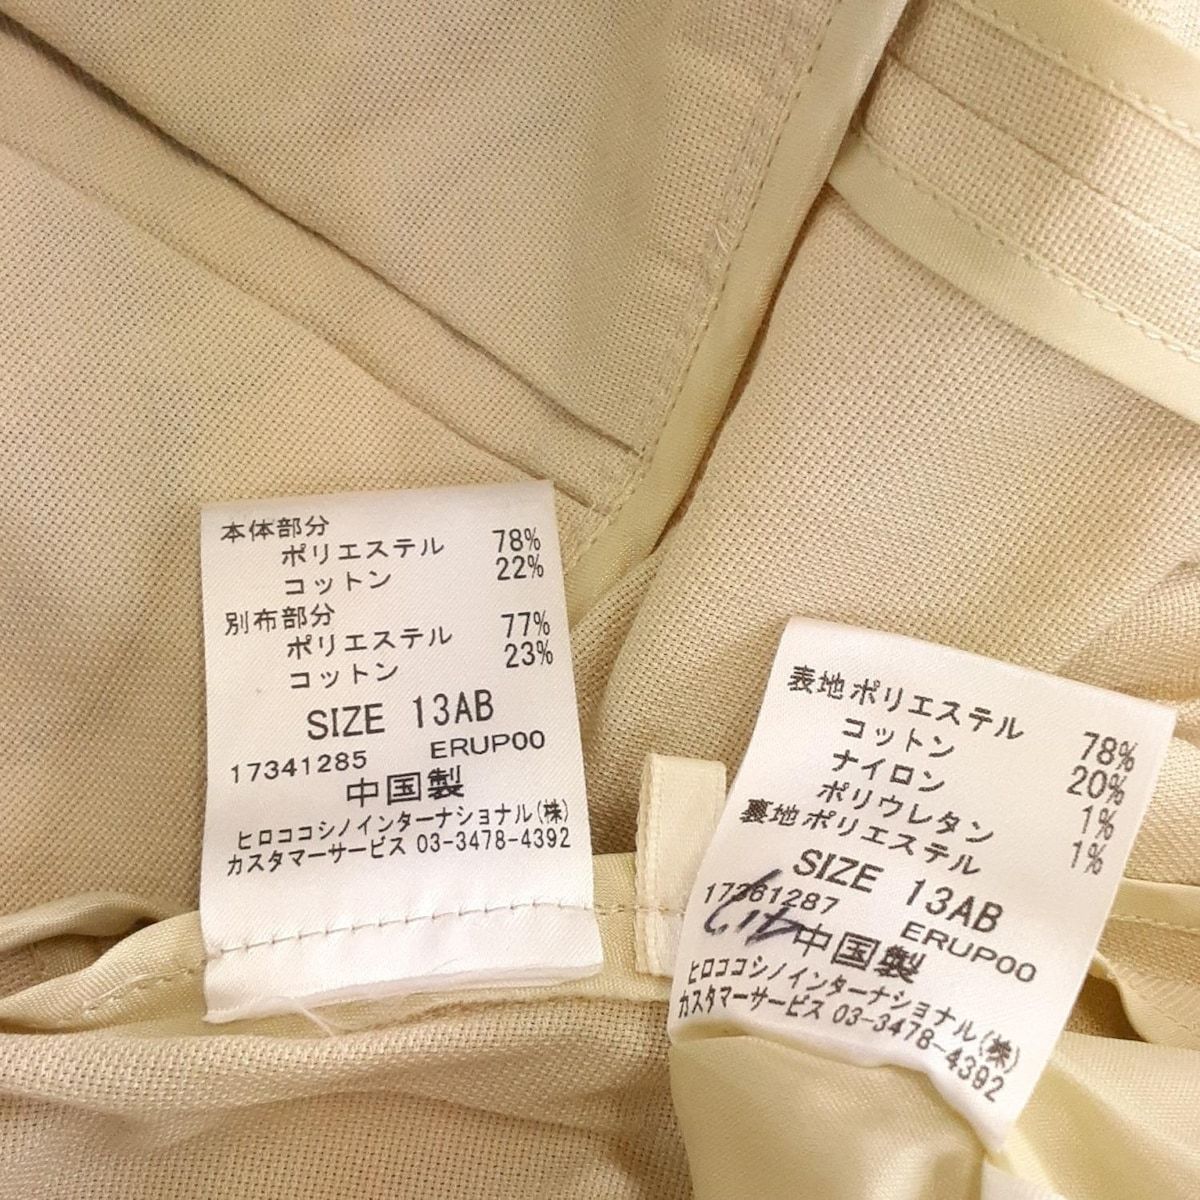 本体部分
ポリエステル 78%
コットン 22%
別布部分
ポリエステル 77%
コットン 23%
SIZE 13AB
17341285 ERUP00
中国製
ヒロココシノインターナショナル(株)
カスタマーサービス 03-3478-4392
表地ポリエステル 78%
コットン 20%
ナイロン 1%
ポリウレタン 1%
裏地ポリエステル
SIZE 13AB
17361287 ERUP00
中国製
ヒロココシノインターナショナル(株)
カスタマーサービス 03-3478-4392